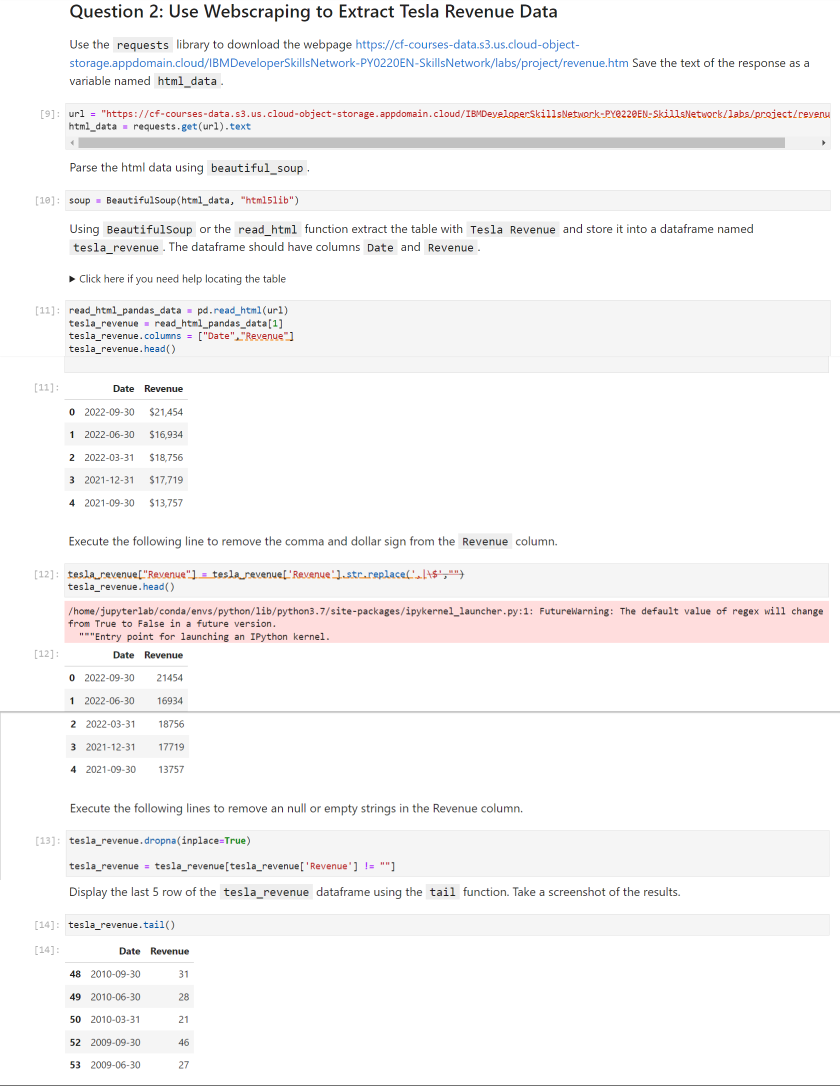 Question 2: Use Webscraping to Extract Tesla Revenue Data
Use the requests library to download the webpage https://cf-courses-data.s3.us.cloud-object-
storage.appdomain.cloud/IBMDeveloperSkillsNetwork-PY0220EN-SkillsNetwork/labs/project/revenue.htm Save the text of the response as a
variable named html_data .
[9]: url = "https://cf-courses-data.s3.us.cloud-object-storage.appdomain.cloud/IBMDeveloperSkillsNetwork-PY0220EN-SkillsNetwork/labs/project/revenu
html_data = requests.get(url).text
Parse the html data using beautiful_soup .
[10]: soup = BeautifulSoup(html_data, "html5lib")
Using BeautifulSoup or the read_html function extract the table with Tesla Revenue and store it into a dataframe named
tesla_revenue . The dataframe should have columns Date and Revenue .
▶ Click here if you need help locating the table
[11]: read_html_pandas_data = pd.read_html(url)
tesla_revenue = read_html_pandas_data[1]
tesla_revenue.columns = ["Date","Revenue"]
tesla_revenue.head()
[11]: Date Revenue
0 2022-09-30 $21,454
1 2022-06-30 $16,934
2 2022-03-31 $18,756
3 2021-12-31 $17,719
4 2021-09-30 $13,757
Execute the following line to remove the comma and dollar sign from the Revenue column.
[12]: tesla_revenue["Revenue"] = tesla_revenue['Revenue'].str.replace(',|\$',"")
tesla_revenue.head()
/home/jupyterlab/conda/envs/python/lib/python3.7/site-packages/ipykernel_launcher.py:1: FutureWarning: The default value of regex will change
from True to False in a future version.
"""Entry point for launching an IPython kernel.
[12]: Date Revenue
0 2022-09-30 21454
1 2022-06-30 16934
2 2022-03-31 18756
3 2021-12-31 17719
4 2021-09-30 13757
Execute the following lines to remove an null or empty strings in the Revenue column.
[13]: tesla_revenue.dropna(inplace=True)
tesla_revenue = tesla_revenue[tesla_revenue['Revenue'] != ""]
Display the last 5 row of the tesla_revenue dataframe using the tail function. Take a screenshot of the results.
[14]: tesla_revenue.tail()
[14]: Date Revenue
48 2010-09-30 31
49 2010-06-30 28
50 2010-03-31 21
52 2009-09-30 46
53 2009-06-30 27